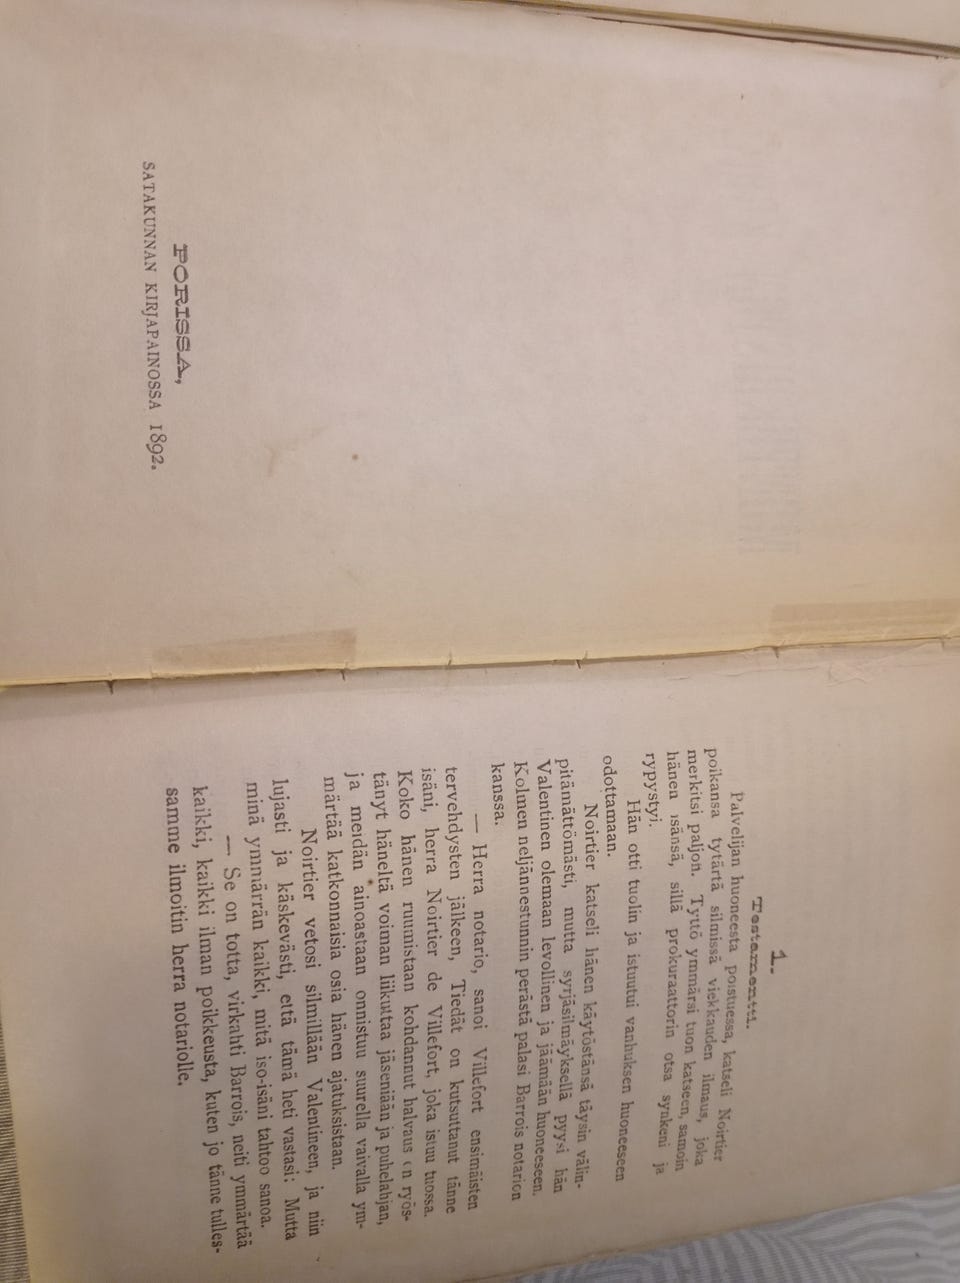 PORISSA,
SATAKUNNAN KIRJAPAINOSSA 1892.
1.
Testamentti.
Palvelijan huoneesta poistuessa, katseli Noirtier
poikansa tytärtä silmissä viekkauden ilmaus, joka
merkitsi paljon. Tyttö ymmärsi tuon katseen, samoin
hänen isänsä, sillä prokuraattorin otsa synkeni ja
rypistyi.
Hän otti tuolin ja istuutui vanhuksen huoneeseen
odottamaan.
Noirtier katseli hänen käytöstänsä täysin välin-
pitämättömästi, mutta syrjäsilmäyksellä pyysi hän
Valentinen olemaan levollinen ja jäämään huoneeseen.
Kolmen neljännestunnin perästä palasi Barrois notarion
kanssa.
— Herra notario, sanoi Villefort ensimäisten
tervehdysten jälkeen, Tiedät on kutsuttanut tänne
isäni, herra Noirtier de Villefort, joka istuu tuossa.
Koko hänen ruumistaan kohdannut halvaus on ryös-
tänyt häneltä voiman liikuttaa jäseniään ja puhelahjan,
ja meidän ainoastaan onnistuu suurella vaivalla ym-
märtää katkonnaisia osia hänen ajatuksistaan.
Noirtier vetosi silmillään Valentineen, ja niin
lujasti ja käskevästi, että tämä heti vastasi: Mutta
minä ymmärrän kaikki, mitä iso-isäni tahtoo sanoa.
— Se on totta, virkahti Barrois, neiti ymmärtää
kaikki, kaikki ilman poikkeusta, kuten jo tänne tulles-
samme ilmoitin herra notariolle.